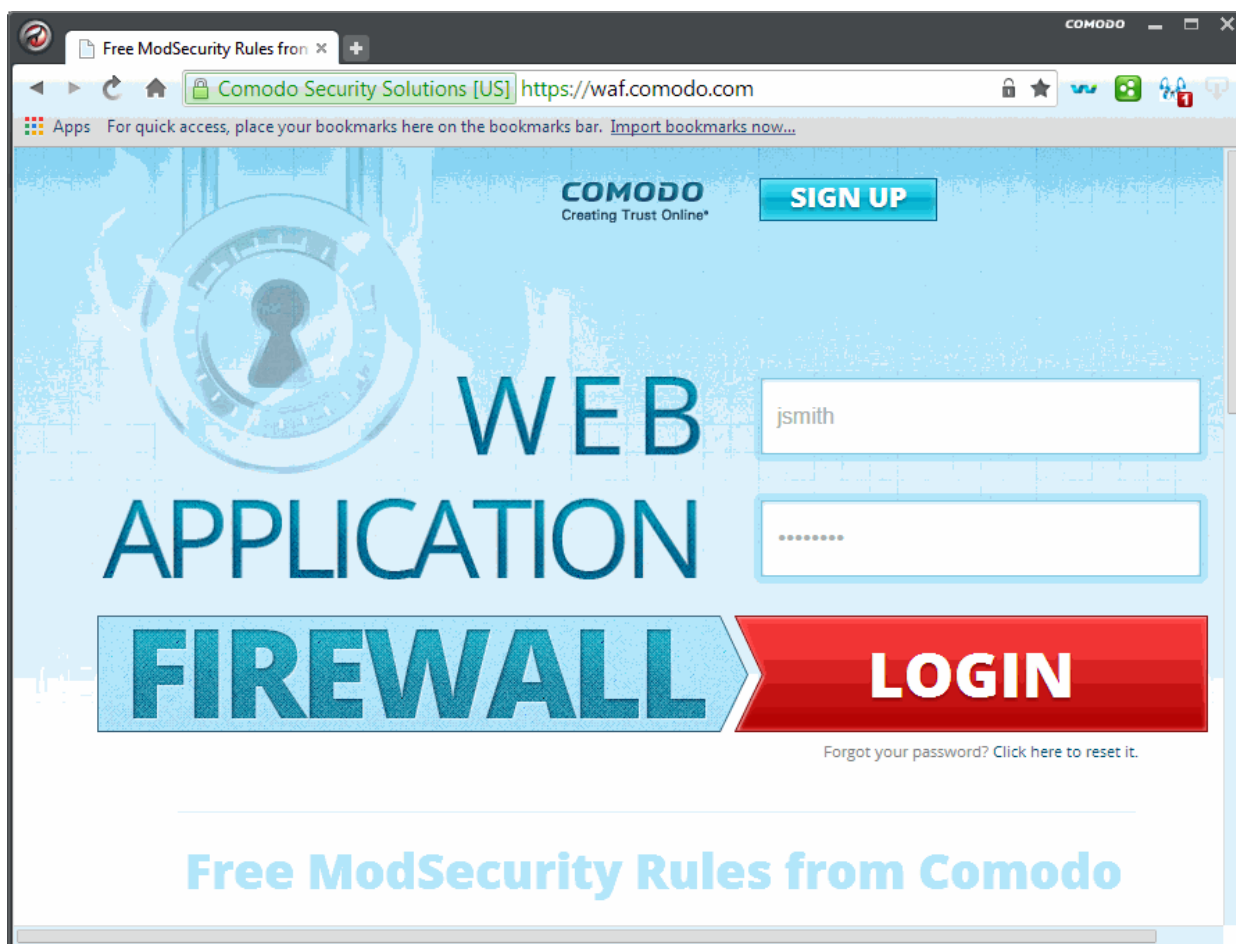 COMODO
Free ModSecurity Rules fron
Comodo Security Solutions [US] https://waf.comodo.com
1
Apps For quick access, place your bookmarks here on the bookmarks bar. Import bookmarks now...
COMODO
Creating Trust Online®
SIGN UP
WEB
jsmith
APPLICATION
••••••••
FIREWALL
LOGIN
Forgot your password? Click here to reset it.
Free ModSecurity Rules from Comodo